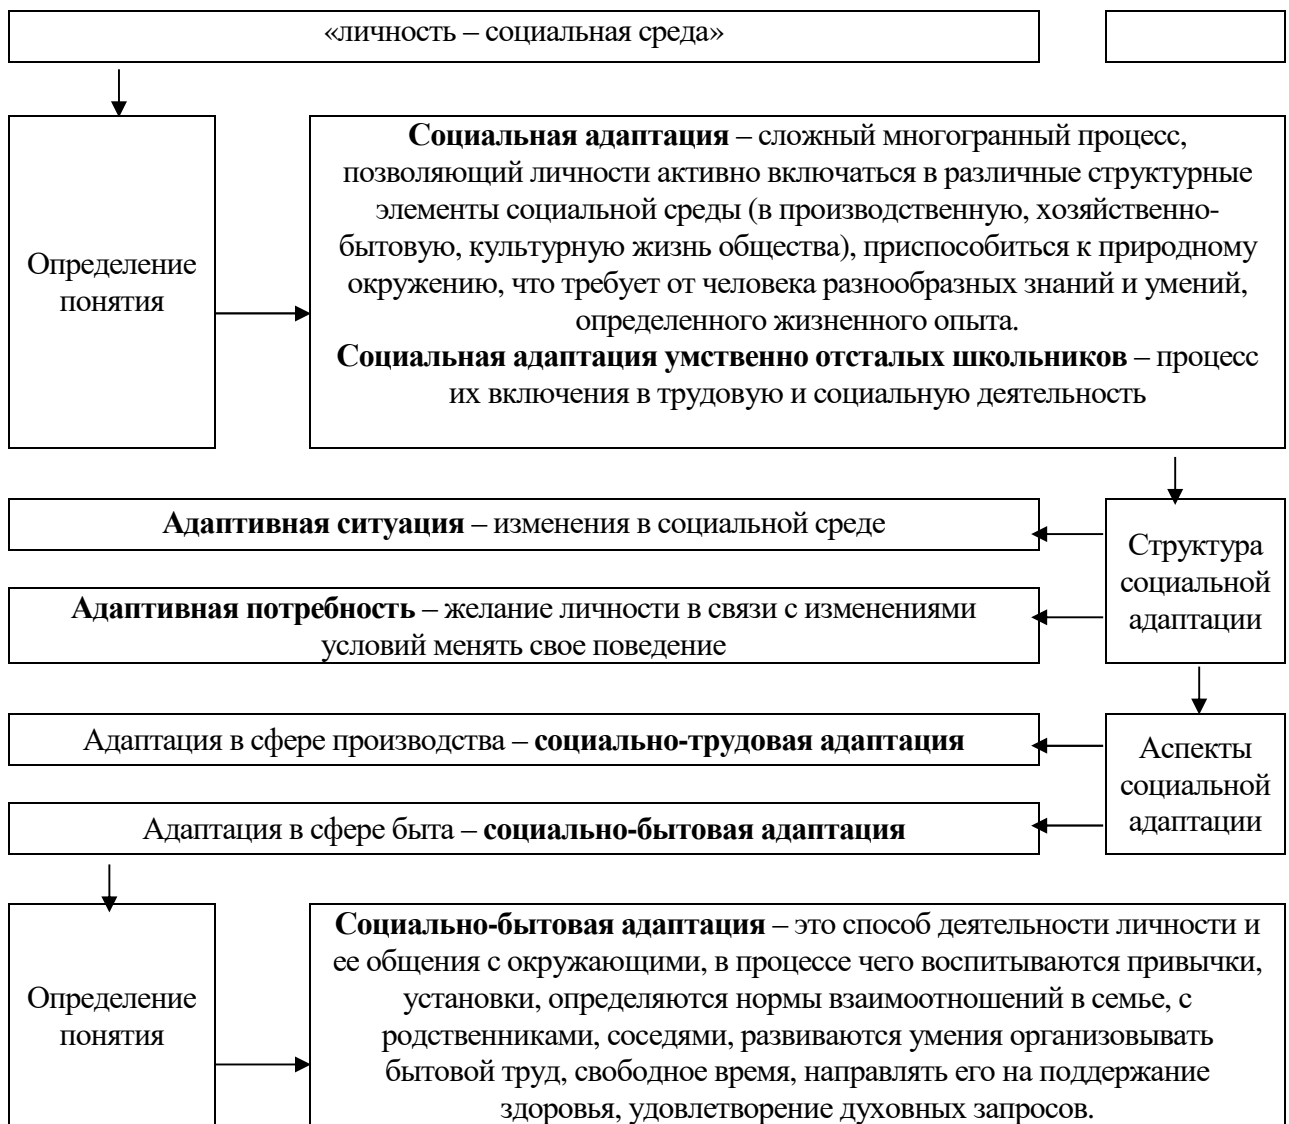 «личность – социальная среда»
Определение
понятия
Социальная адаптация – сложный многогранный процесс,
позволяющий личности активно включаться в различные структурные
элементы социальной среды (в производственную, хозяйственно-
бытовую, культурную жизнь общества), приспособиться к природному
окружению, что требует от человека разнообразных знаний и умений,
определенного жизненного опыта.
Социальная адаптация умственно отсталых школьников – процесс
их включения в трудовую и социальную деятельность
Структура
социальной
адаптации
Адаптивная ситуация – изменения в социальной среде
Адаптивная потребность – желание личности в связи с изменениями
условий менять свое поведение
Аспекты
социальной
адаптации
Адаптация в сфере производства – социально-трудовая адаптация
Адаптация в сфере быта – социально-бытовая адаптация
Определение
понятия
Социально-бытовая адаптация – это способ деятельности личности и
ее общения с окружающими, в процессе чего воспитываются привычки,
установки, определяются нормы взаимоотношений в семье, с
родственниками, соседями, развиваются умения организовывать
бытовой труд, свободное время, направлять его на поддержание
здоровья, удовлетворение духовных запросов.